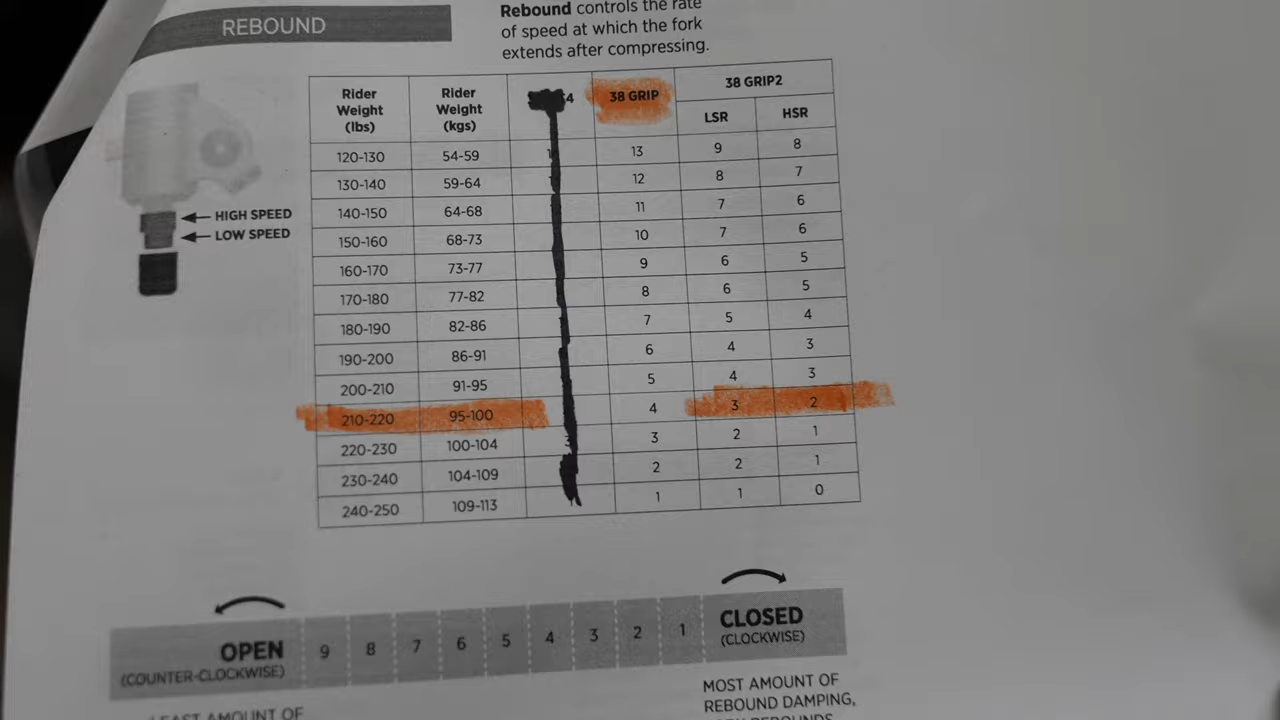 REBOUND
Rebound controls the rate
of speed at which the fork
extends after compressing.
HIGH SPEED
LOW SPEED
Rider Weight (lbs) Rider Weight (kgs) 4 38 GRIP 38 GRIP2
LSR HSR
120-130 54-59 13 9 8
130-140 59-64 12 8 7
140-150 64-68 11 7 6
150-160 68-73 10 7 6
160-170 73-77 9 6 5
170-180 77-82 8 6 5
180-190 82-86 7 5 4
190-200 86-91 6 4 3
200-210 91-95 5 4 3
210-220 95-100 4 3 2
220-230 100-104 3 2 1
230-240 104-109 2 2 1
240-250 109-113 1 1 0
OPEN 9 8 7 6 5 4 3 2 1 CLOSED
(COUNTER-CLOCKWISE) (CLOCKWISE)
AMOUNT OF
MOST AMOUNT OF
REBOUND DAMPING,
REBOUNDS